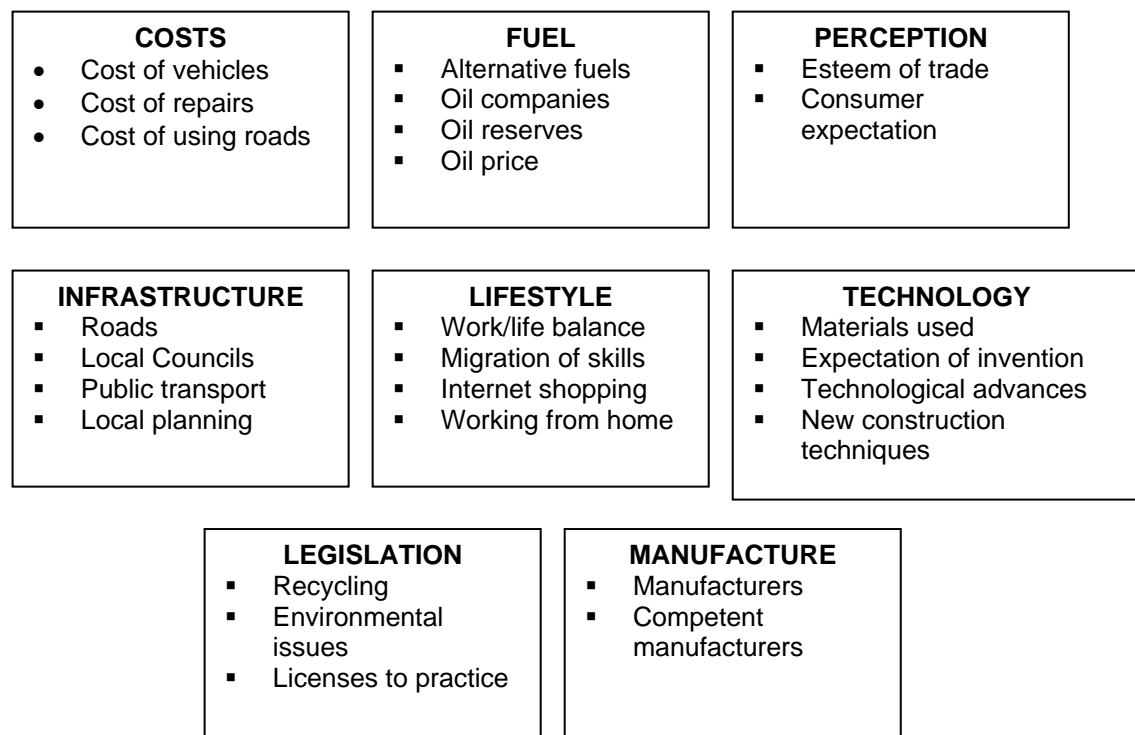 COSTS
• Cost of vehicles
• Cost of repairs
• Cost of using roads
FUEL
▪ Alternative fuels
▪ Oil companies
▪ Oil reserves
▪ Oil price
PERCEPTION
▪ Esteem of trade
▪ Consumer
expectation
INFRASTRUCTURE
▪ Roads
▪ Local Councils
▪ Public transport
▪ Local planning
LIFESTYLE
▪ Work/life balance
▪ Migration of skills
▪ Internet shopping
▪ Working from home
TECHNOLOGY
▪ Materials used
▪ Expectation of invention
▪ Technological advances
▪ New construction
techniques
LEGISLATION
▪ Recycling
▪ Environmental
issues
▪ Licenses to practice
MANUFACTURE
▪ Manufacturers
▪ Competent
manufacturers